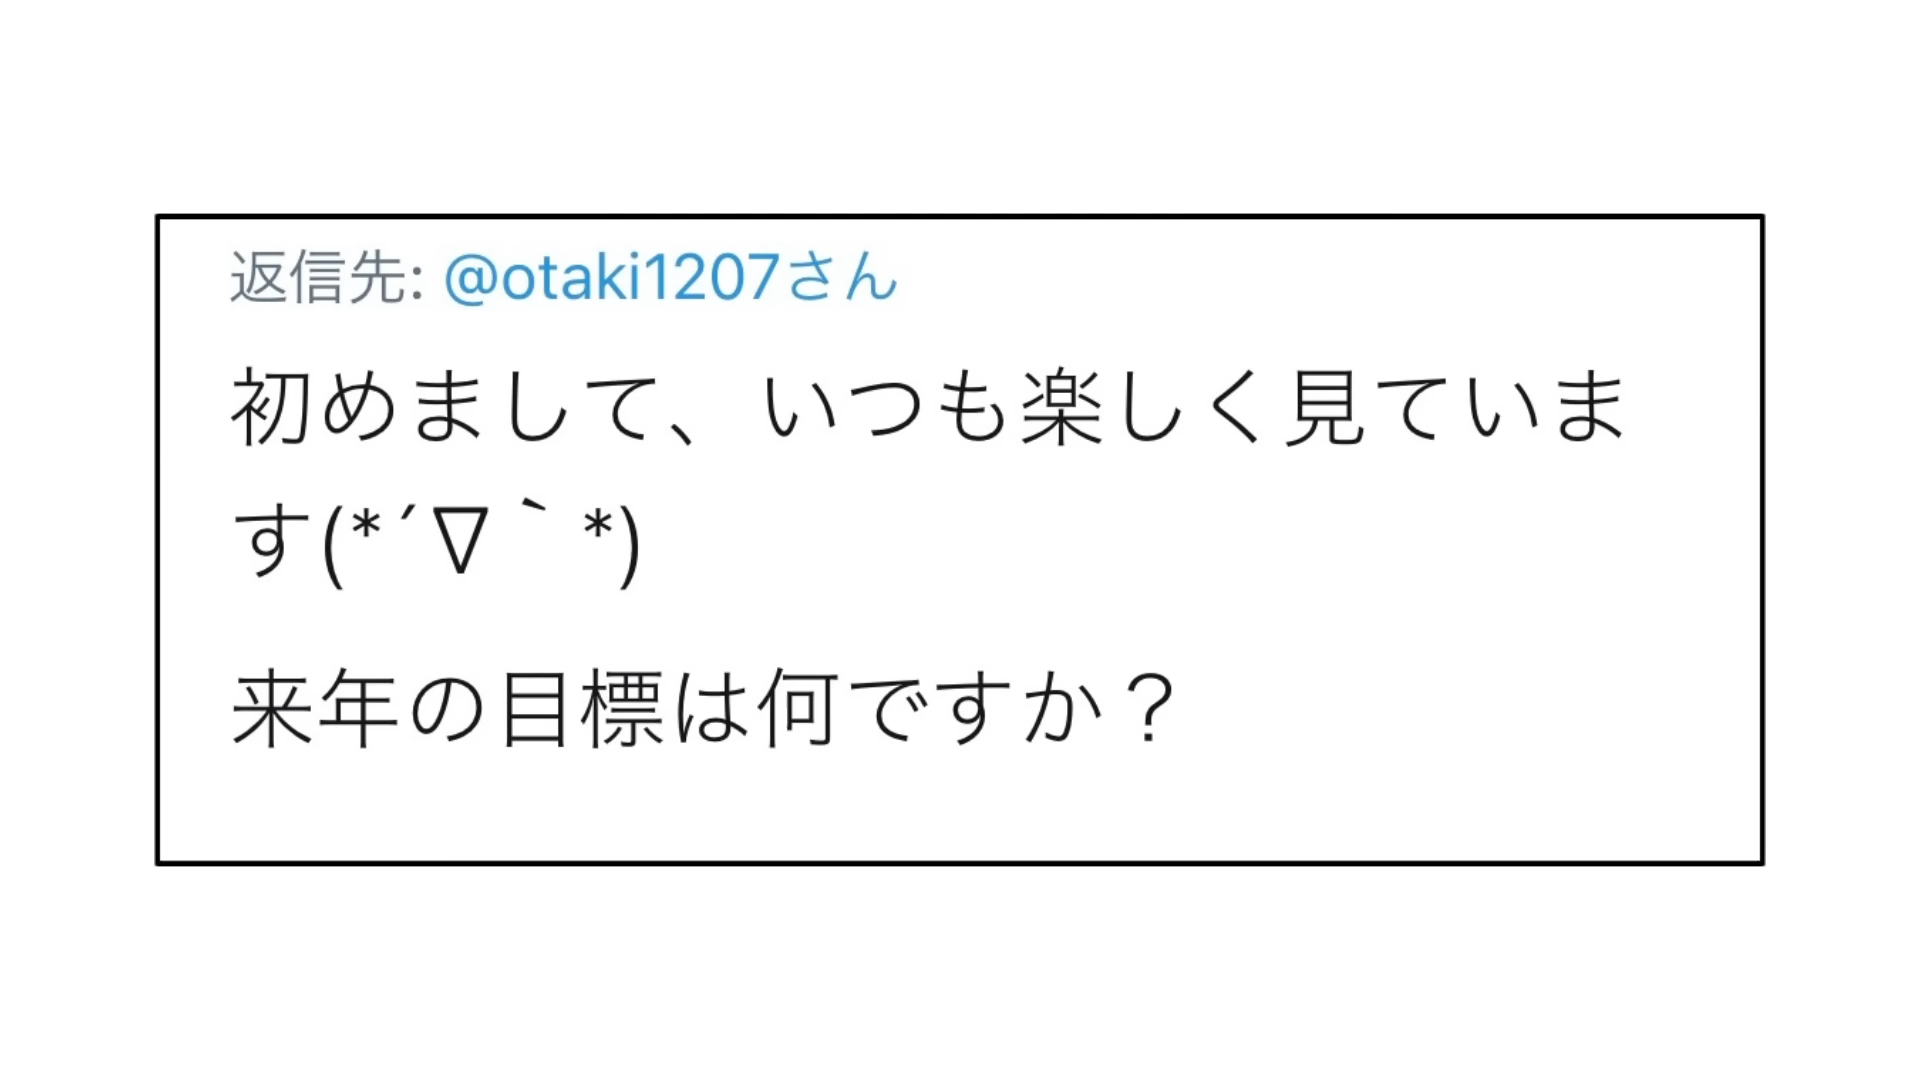 返信先: @otaki1207さん
初めまして、いつも楽しく見ていま
す(*´∇｀*)
来年の目標は何ですか？